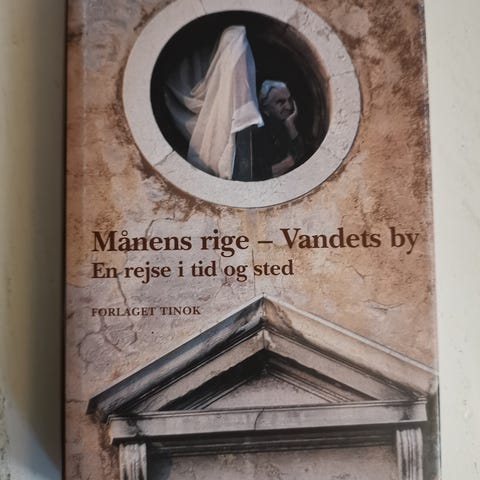 Månens rige – Vandets by
En rejse i tid og sted
FORLAGET TINOK